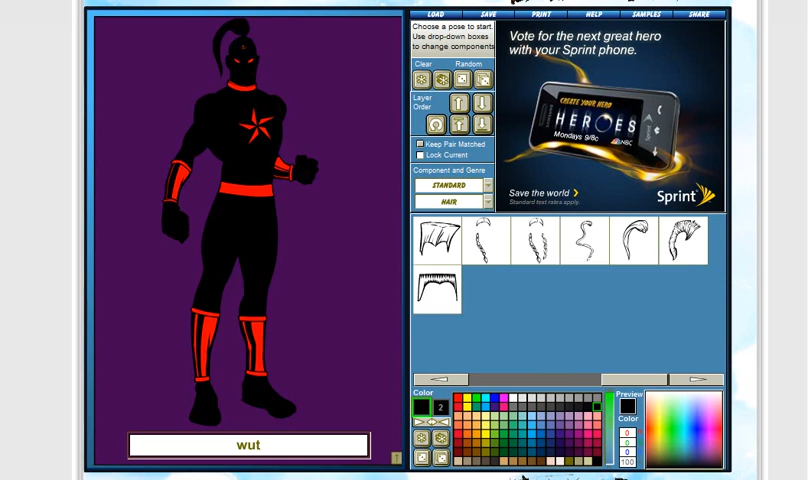 LOAD
SAVE
PRINT
HELP
SAMPLES
SHARE
Choose a pose to start.
Use drop-down boxes
to change components
Clear
Random
Layer
Order
Keep Pair Matched
Lock Current
Component and Genre
STANDARD
HAIR
Vote for the next great hero
with your Sprint phone.
CREATE YOUR HERO
HEROES
Mondays 9/8c
NBC
Save the world
Standard text rates apply.
Sprint
wut
Color
2
Preview
Color
0
0
0
100